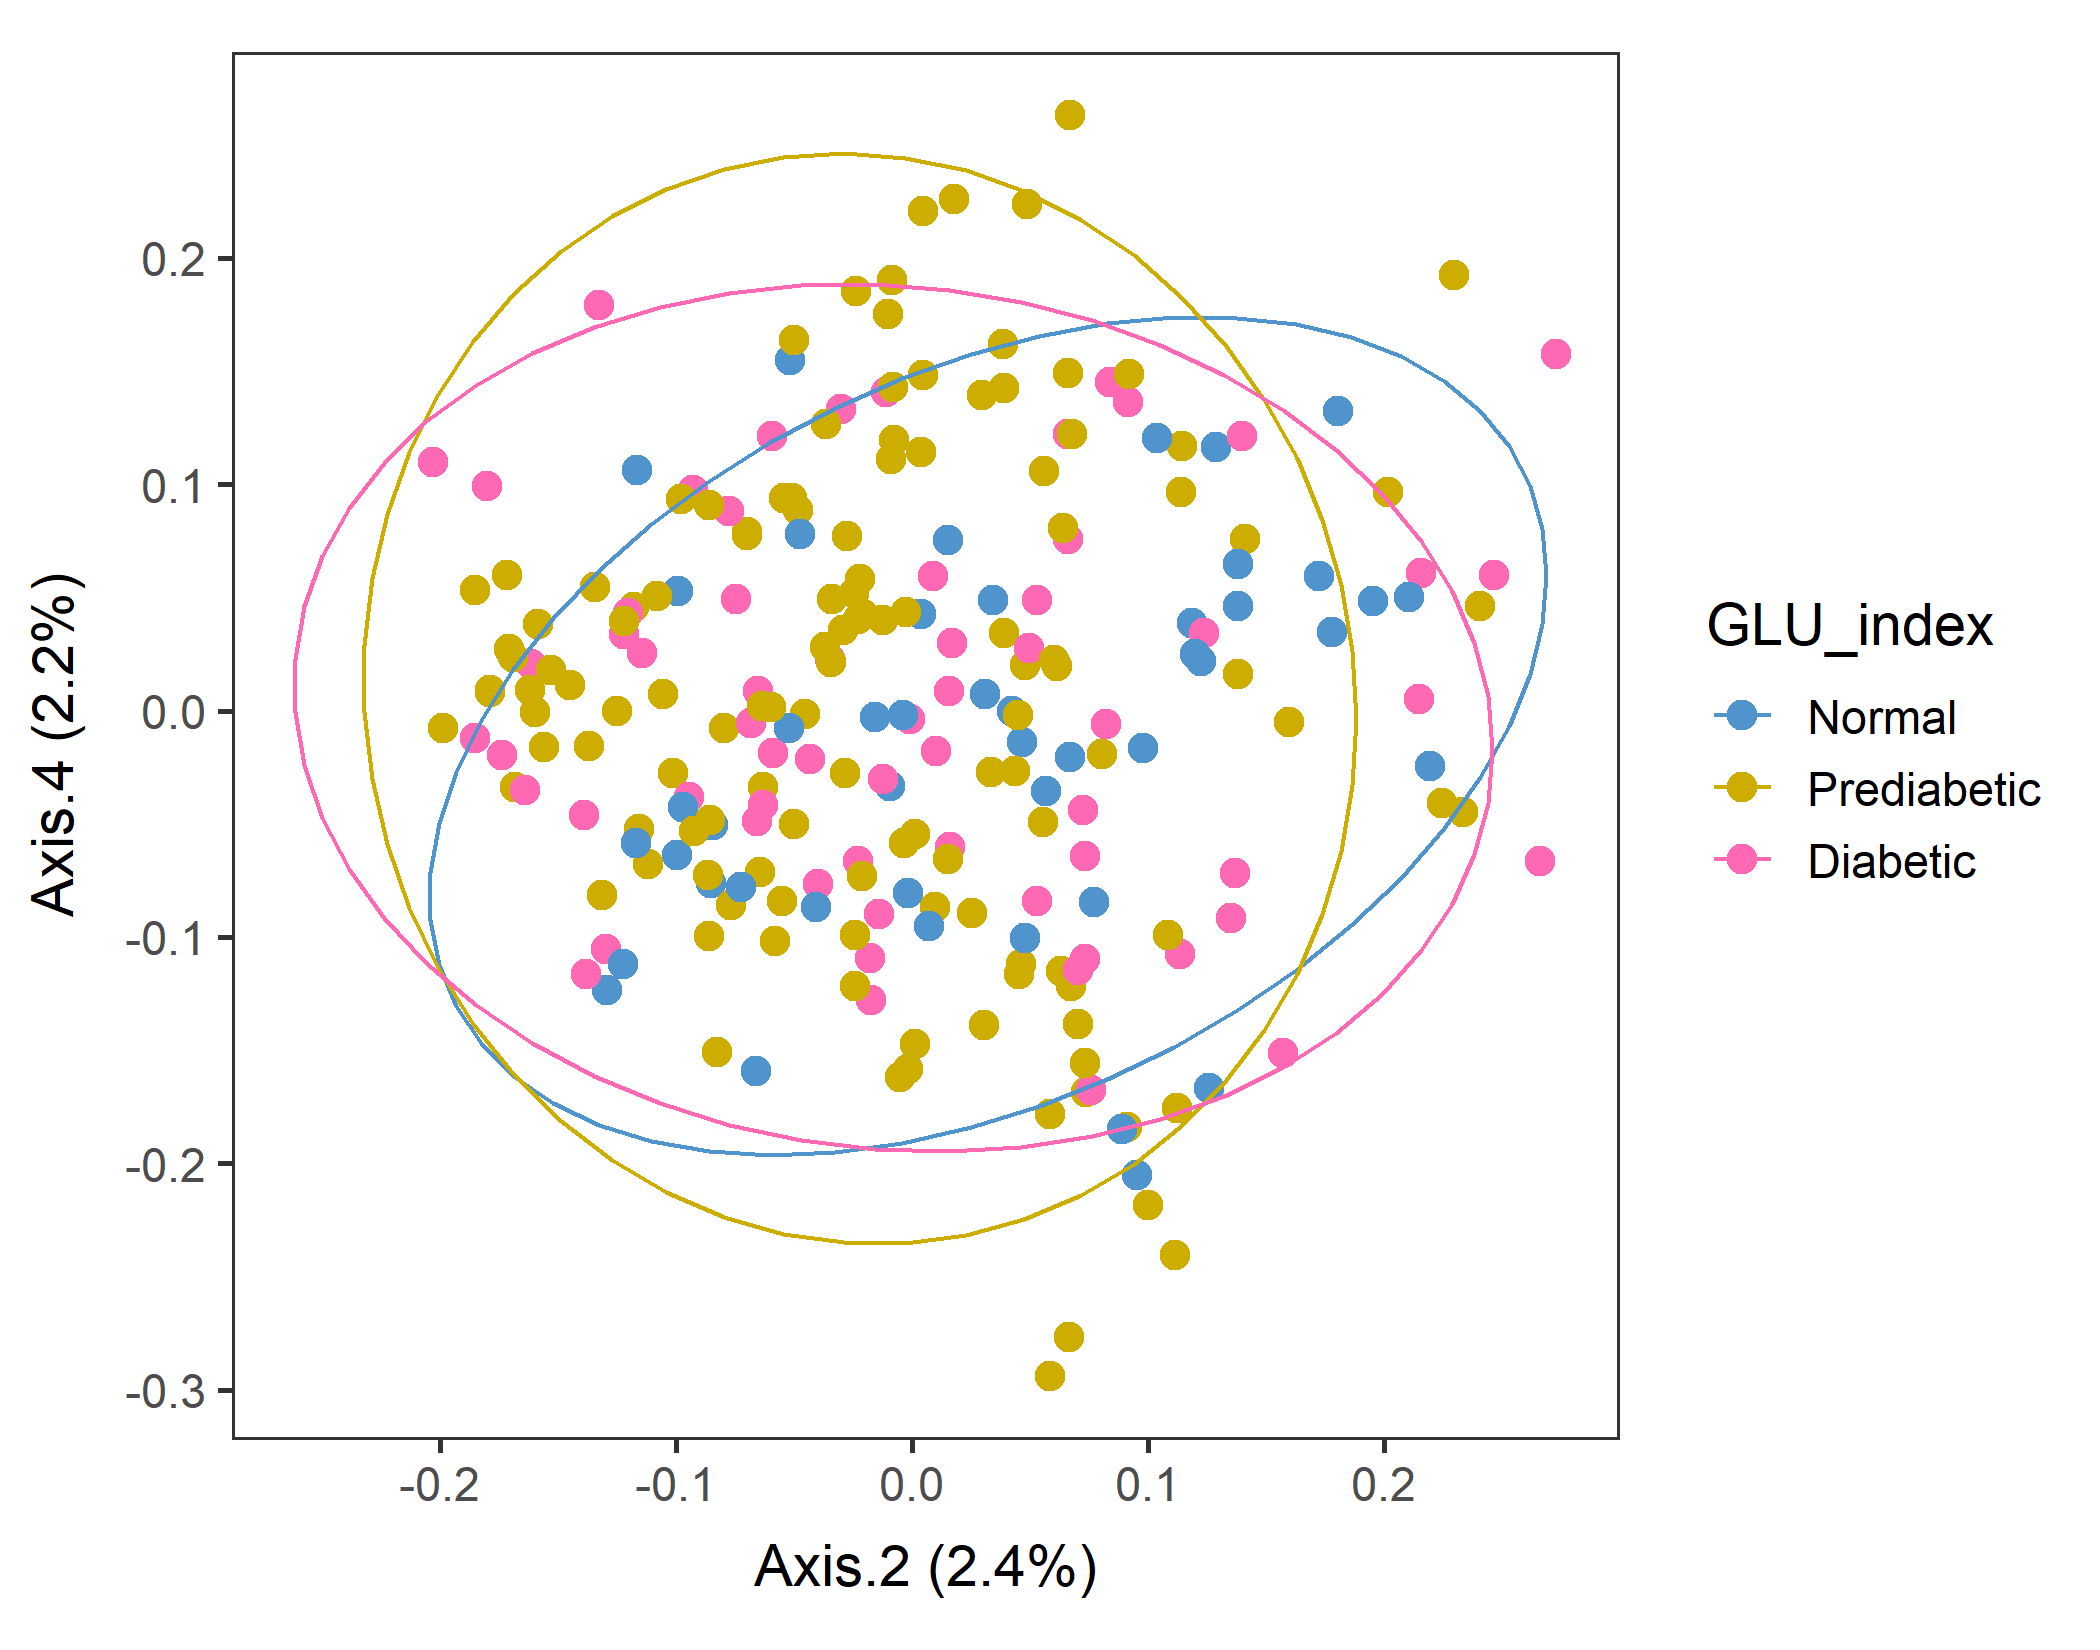 0.2
0.1
0.0
-0.1
-0.2
-0.3
Axis.4 (2.2%)
-0.2 -0.1 0.0 0.1 0.2
Axis.2 (2.4%)
GLU_index
Normal
Prediabetic
Diabetic